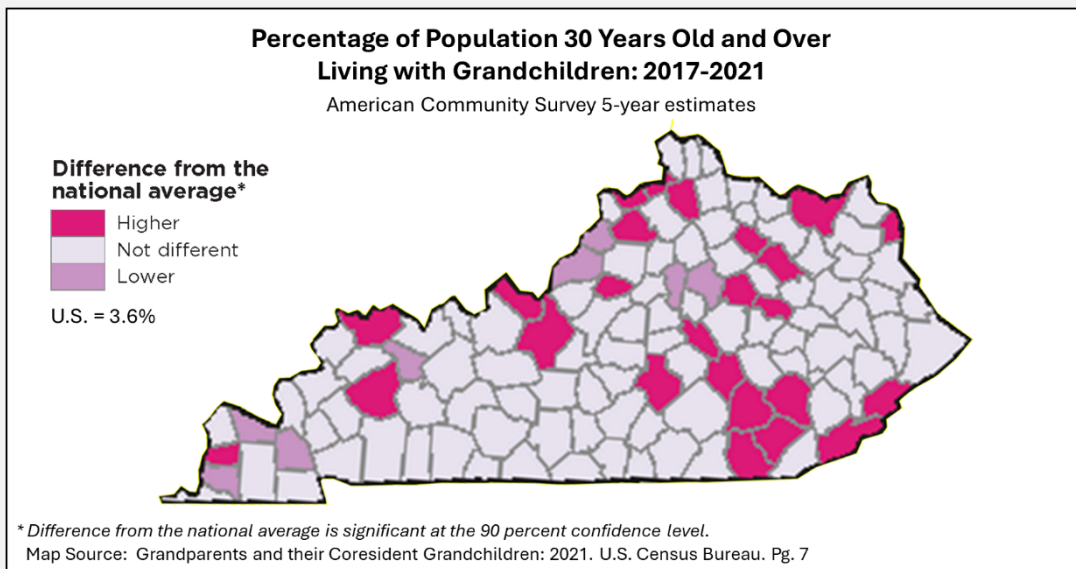 Percentage of Population 30 Years Old and Over
Living with Grandchildren: 2017-2021
American Community Survey 5-year estimates
Difference from the
national average*
Higher
Not different
Lower
U.S. = 3.6%
* Difference from the national average is significant at the 90 percent confidence level.
Map Source: Grandparents and their Coresident Grandchildren: 2021. U.S. Census Bureau. Pg. 7